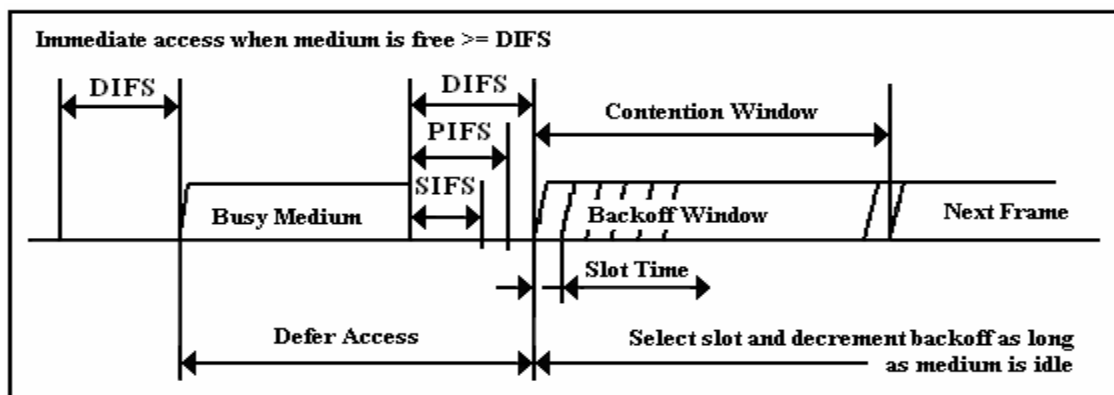 Immediate access when medium is free >= DIFS
DIFS
DIFS
Contention Window
PIFS
SIFS
Busy Medium
Backoff Window
Next Frame
Slot Time
Defer Access
Select slot and decrement backoff as long
as medium is idle